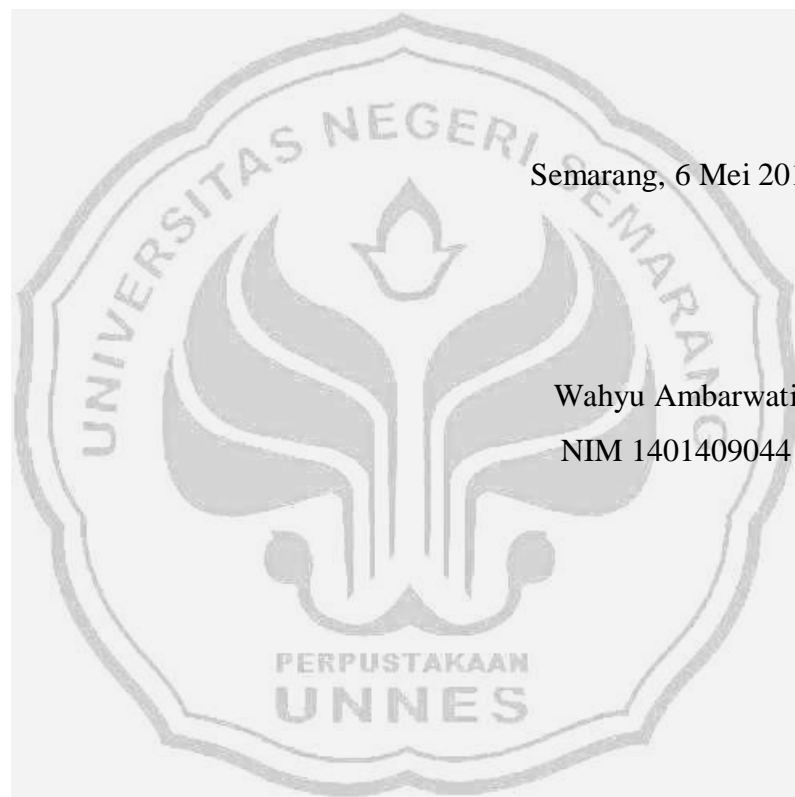 UNIVERSITAS NEGERI SEMARANG
Semarang, 6 Mei 201
Wahyu Ambarwati
NIM 1401409044
PERPUSTAKAAN
UNNES